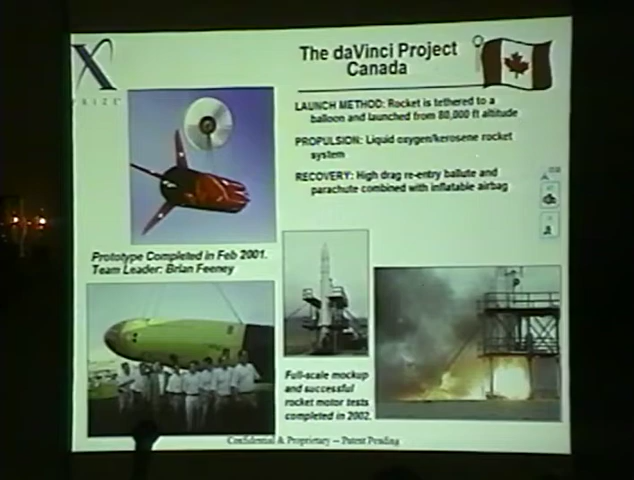 X
PRIZE
The daVinci Project
Canada
LAUNCH METHOD: Rocket is tethered to a
balloon and launched from 80,000 ft altitude
PROPULSION: Liquid oxygen/kerosene rocket
system
RECOVERY: High drag re-entry ballute and
parachute combined with inflatable airbag
Prototype Completed in Feb 2001.
Team Leader: Brian Feeney
Full-scale mockup
and successful
rocket motor tests
completed in 2002.
Confidential & Proprietary -- Patent Pending